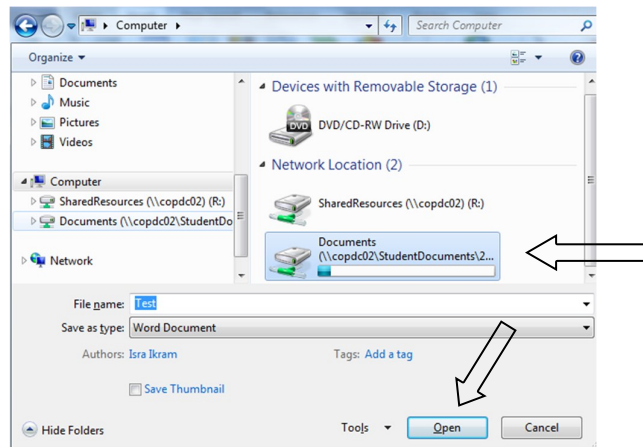 Computer
Search Computer
Organize
Documents
Music
Pictures
Videos
Computer
SharedResources (\\copdc02) (R:)
Documents (\\copdc02\StudentDo
Network
Devices with Removable Storage (1)
DVD
DVD/CD-RW Drive (D:)
Network Location (2)
SharedResources (\\copdc02) (R:)
Documents
(\\copdc02\StudentDocuments\2...
File name: Test
Save as type: Word Document
Authors: Isra Ikram
Tags: Add a tag
Save Thumbnail
Hide Folders
Tools
Open
Cancel